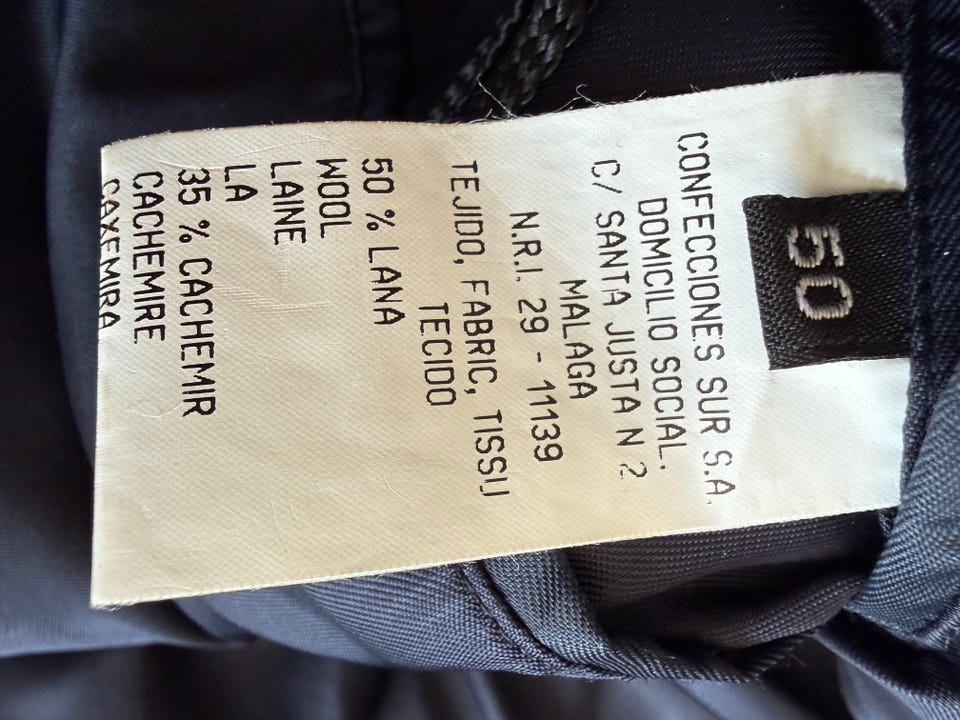 50
CONFECCIONES SUR S.A.
DOMICILIO SOCIAL.
C/ SANTA JUSTA N 2
MALAGA
N.R.I. 29 - 11139
TEJIDO, FABRIC, TISSU
TECIDO
50 % LANA
WOOL
LAINE
LA
35 % CACHEMIR
CACHEMIRE
CAXEMIRA